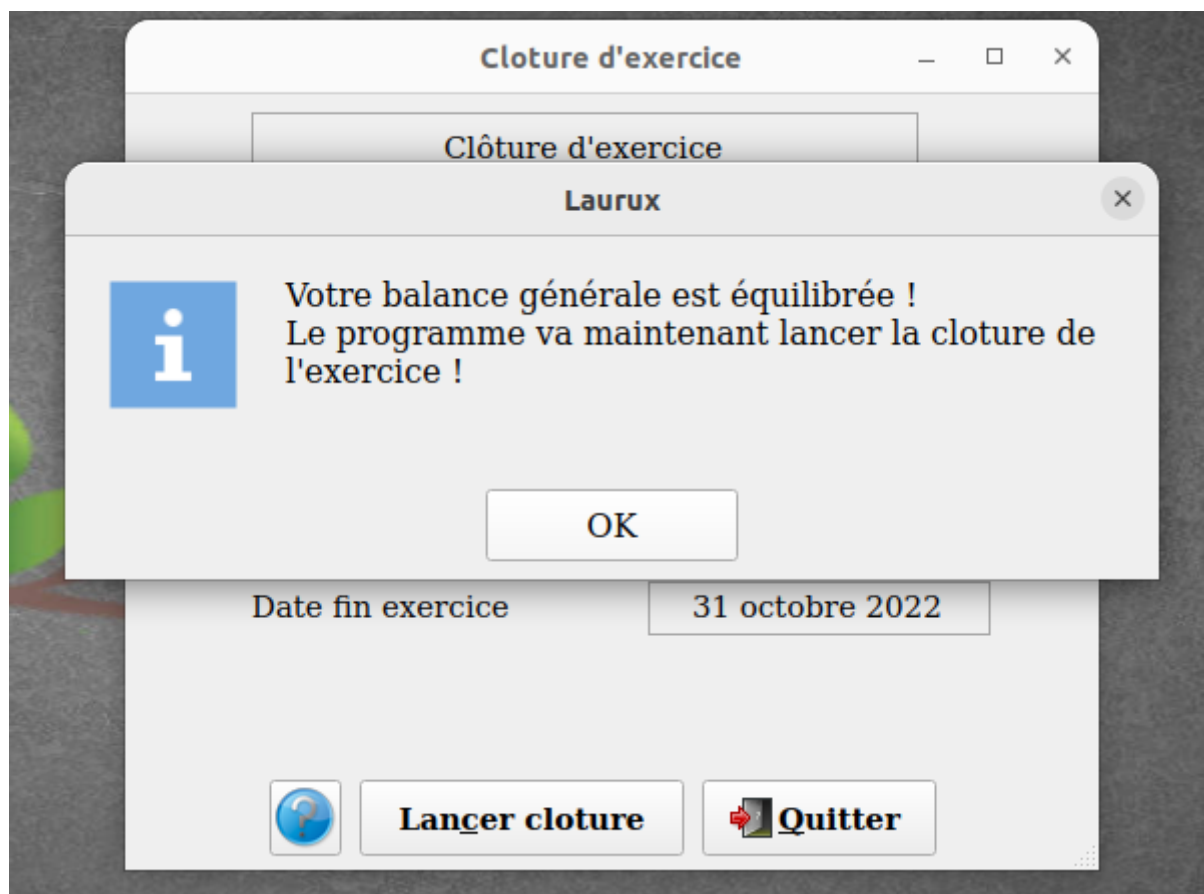 Cloture d'exercice
Clôture d'exercice
Laurux
Votre balance générale est équilibrée !
Le programme va maintenant lancer la cloture de
l'exercice !
OK
Date fin exercice 31 octobre 2022
Lancer cloture Quitter